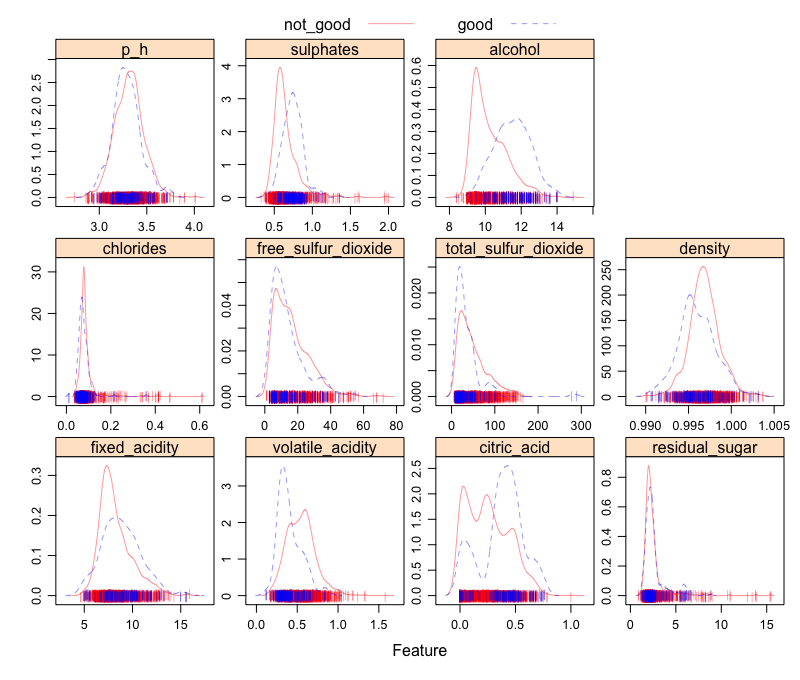 not_good good
p_h sulphates alcohol
0.0 0.5 1.0 1.5 2.0 2.5
0 1 2 3 4
0.0 0.1 0.2 0.3 0.4 0.5 0.6
3.0 3.5 4.0 0.5 1.0 1.5 2.0 8 10 12 14
chlorides free_sulfur_dioxide total_sulfur_dioxide density
0 10 20 30
0.00 0.02 0.04
0.000 0.010 0.020
0 50 100 150 200 250
0.0 0.2 0.4 0.6 0 20 40 60 80 0 100 200 300 0.990 0.995 1.000 1.005
fixed_acidity volatile_acidity citric_acid residual_sugar
0.0 0.1 0.2 0.3
0 1 2 3
0.0 0.5 1.0 1.5 2.0 2.5
0.0 0.2 0.4 0.6 0.8
5 10 15 0.0 0.5 1.0 1.5 0.0 0.5 1.0 5 10 15
Feature